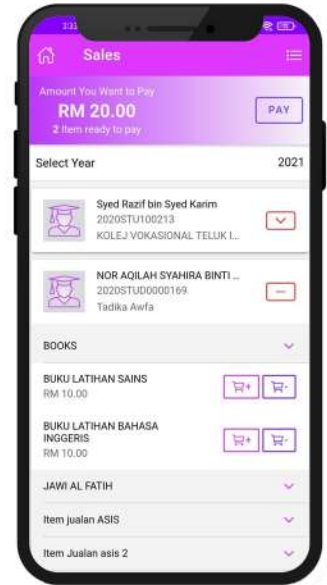 Sales
Amount You Want to Pay
RM 20.00
2 Item ready to pay
PAY
Select Year
2021
Syed Razif bin Syed Karim
2020STU100213
KOLEJ VOKASIONAL TELUK I...
NOR AQILAH SYAHIRA BINTI ...
2020STUD0000169
Tadika Awfa
BOOKS
BUKU LATIHAN SAINS
RM 10.00
BUKU LATIHAN BAHASA
INGGERIS
RM 10.00
JAWI AL FATIH
Item jualan ASIS
Item Jualan asis 2